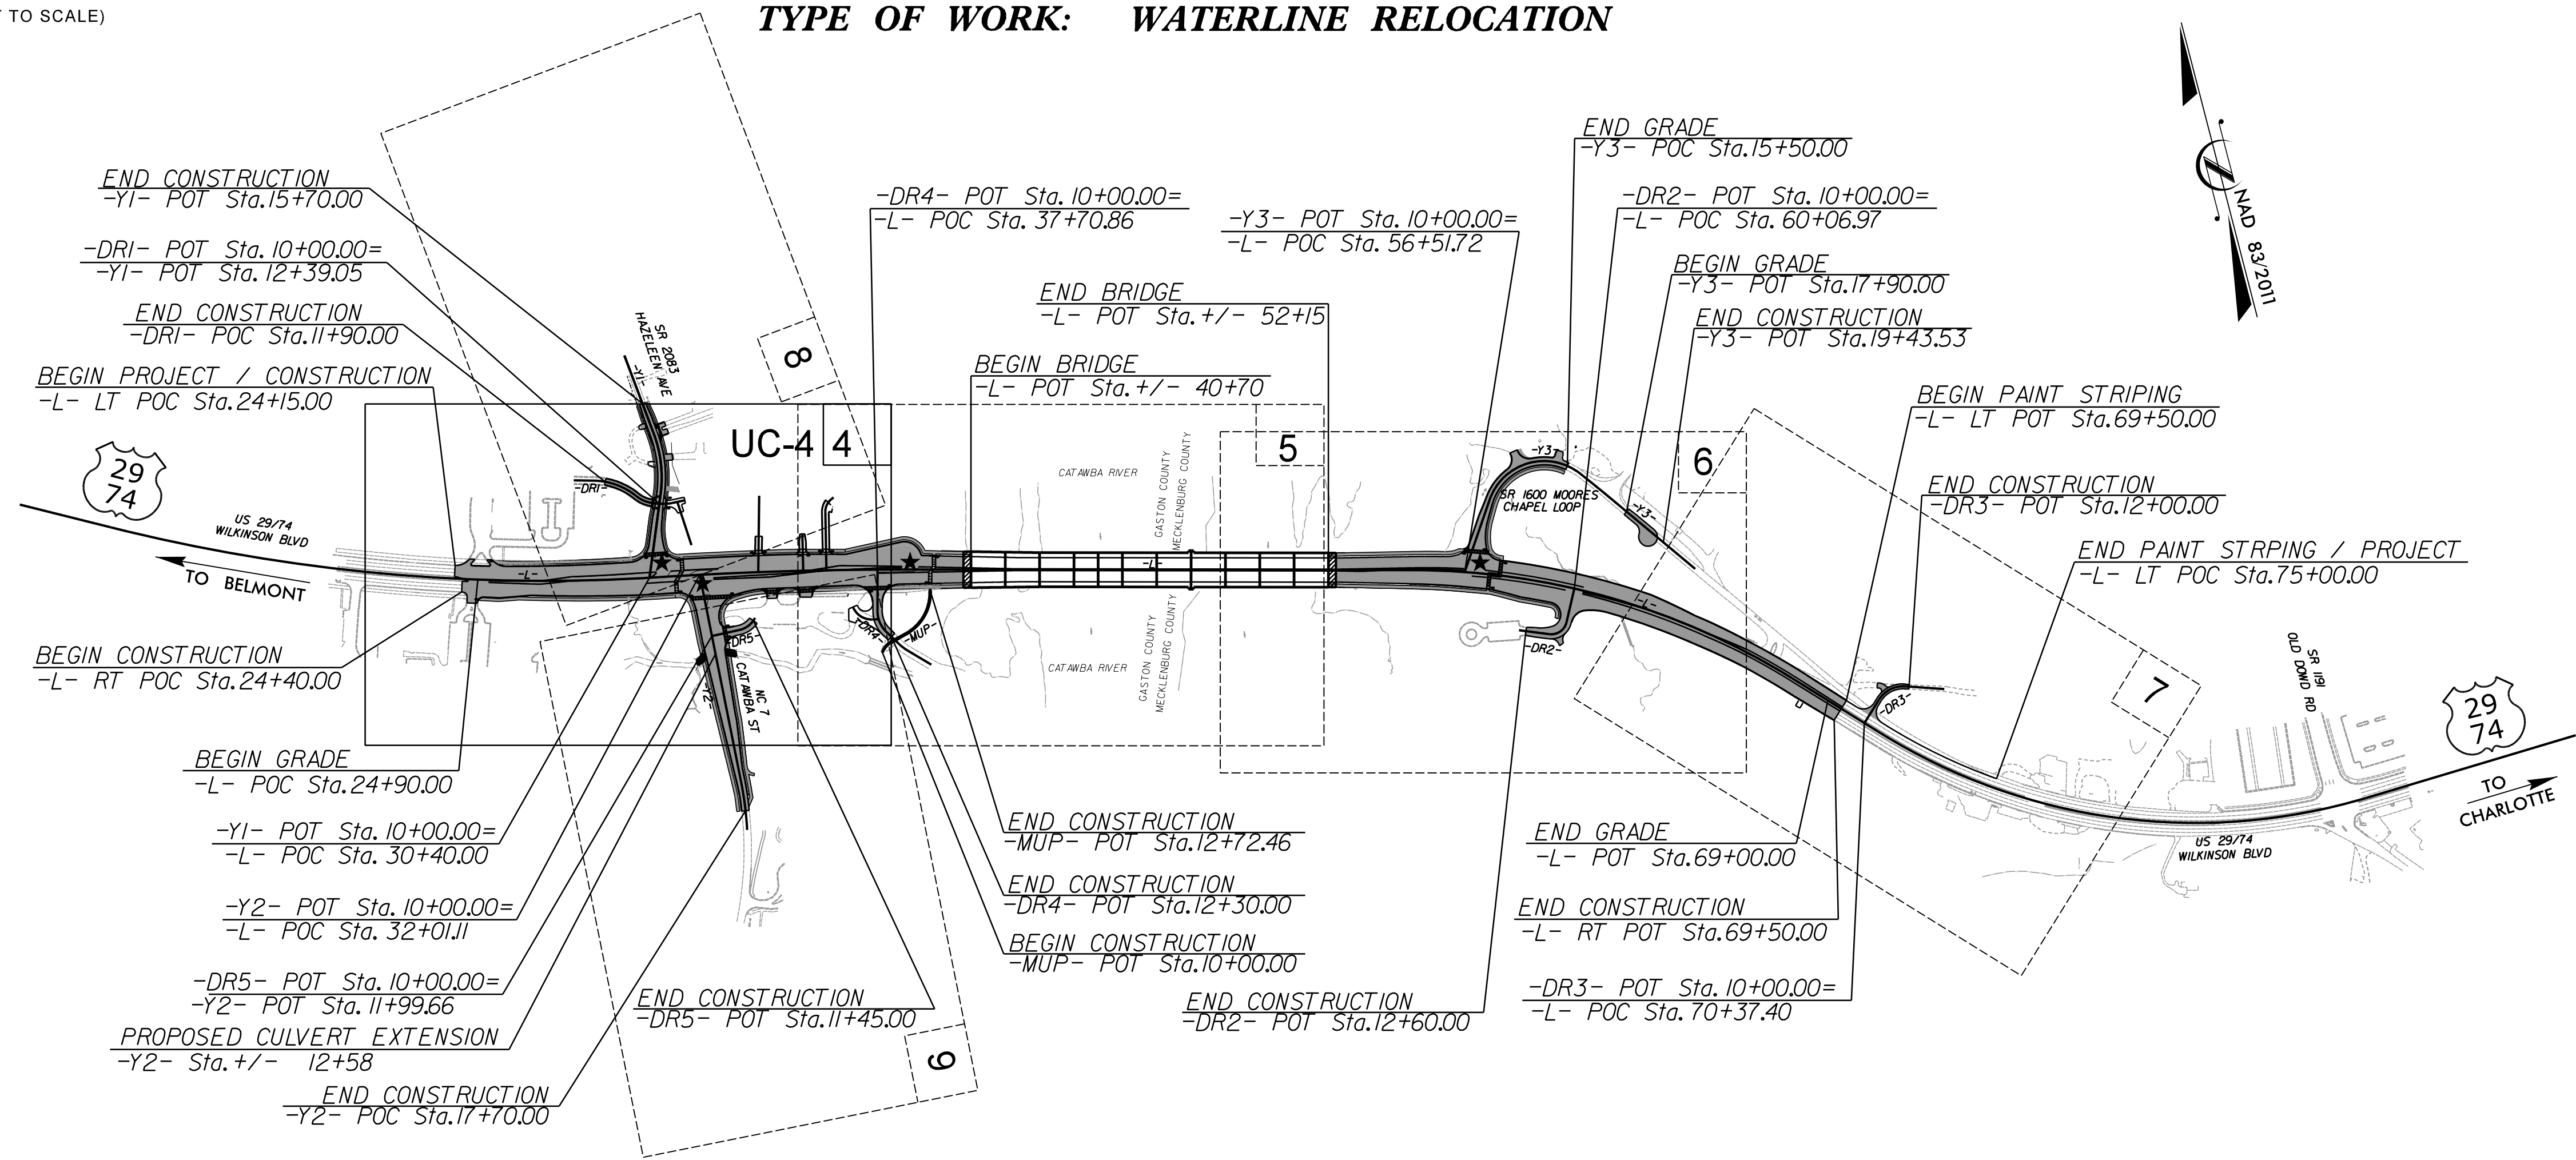 T TO SCALE)
TYPE OF WORK: WATERLINE RELOCATION
END CONSTRUCTION
-Y1- POT Sta.15+70.00
-DR1- POT Sta. 10+00.00=
-Y1- POT Sta. 12+39.05
END CONSTRUCTION
-DR1- POC Sta.11+90.00
BEGIN PROJECT / CONSTRUCTION
-L- LT POC Sta.24+15.00
29
74
US 29/74
WILKINSON BLVD
TO BELMONT
BEGIN CONSTRUCTION
-L- RT POC Sta.24+40.00
BEGIN GRADE
-L- POC Sta.24+90.00
-Y1- POT Sta. 10+00.00=
-L- POC Sta. 30+40.00
-Y2- POT Sta. 10+00.00=
-L- POC Sta. 32+01.11
-DR5- POT Sta. 10+00.00=
-Y2- POT Sta. 11+99.66
PROPOSED CULVERT EXTENSION
-Y2- Sta.+/- 12+58
END CONSTRUCTION
-Y2- POC Sta.17+70.00
SR 2083
HAZELEEN AVE
-Y1-
-DR1-
-L-
8
UC-4
4
-DR5-
-Y2-
NC 7
CATAWBA ST
-DR4-
-MUP-
9
END CONSTRUCTION
-DR5- POT Sta.11+45.00
-DR4- POT Sta. 10+00.00=
-L- POC Sta. 37+70.86
END BRIDGE
-L- POT Sta.+/- 52+15
BEGIN BRIDGE
-L- POT Sta.+/- 40+70
CATAWBA RIVER
GASTON COUNTY
MECKLENBURG COUNTY
-L-
CATAWBA RIVER
GASTON COUNTY
MECKLENBURG COUNTY
5
END CONSTRUCTION
-MUP- POT Sta.12+72.46
END CONSTRUCTION
-DR4- POT Sta.12+30.00
BEGIN CONSTRUCTION
-MUP- POT Sta.10+00.00
-Y3- POT Sta. 10+00.00=
-L- POC Sta. 56+51.72
END GRADE
-Y3- POC Sta.15+50.00
-DR2- POT Sta. 10+00.00=
-L- POC Sta. 60+06.97
BEGIN GRADE
-Y3- POT Sta.17+90.00
END CONSTRUCTION
-Y3- POT Sta.19+43.53
-Y3-
SR 1600 MOORES
CHAPEL LOOP
-Y3-
6
-DR2-
-L-
END CONSTRUCTION
-DR2- POT Sta.12+60.00
END GRADE
-L- POT Sta.69+00.00
END CONSTRUCTION
-L- RT POT Sta.69+50.00
-DR3- POT Sta. 10+00.00=
-L- POC Sta. 70+37.40
NAD 83/2011
BEGIN PAINT STRIPING
-L- LT POT Sta.69+50.00
END CONSTRUCTION
-DR3- POT Sta.12+00.00
END PAINT STRPING / PROJECT
-L- LT POC Sta.75+00.00
-DR3-
7
SR 1191
OLD DOWD RD
29
74
TO
CHARLOTTE
US 29/74
WILKINSON BLVD